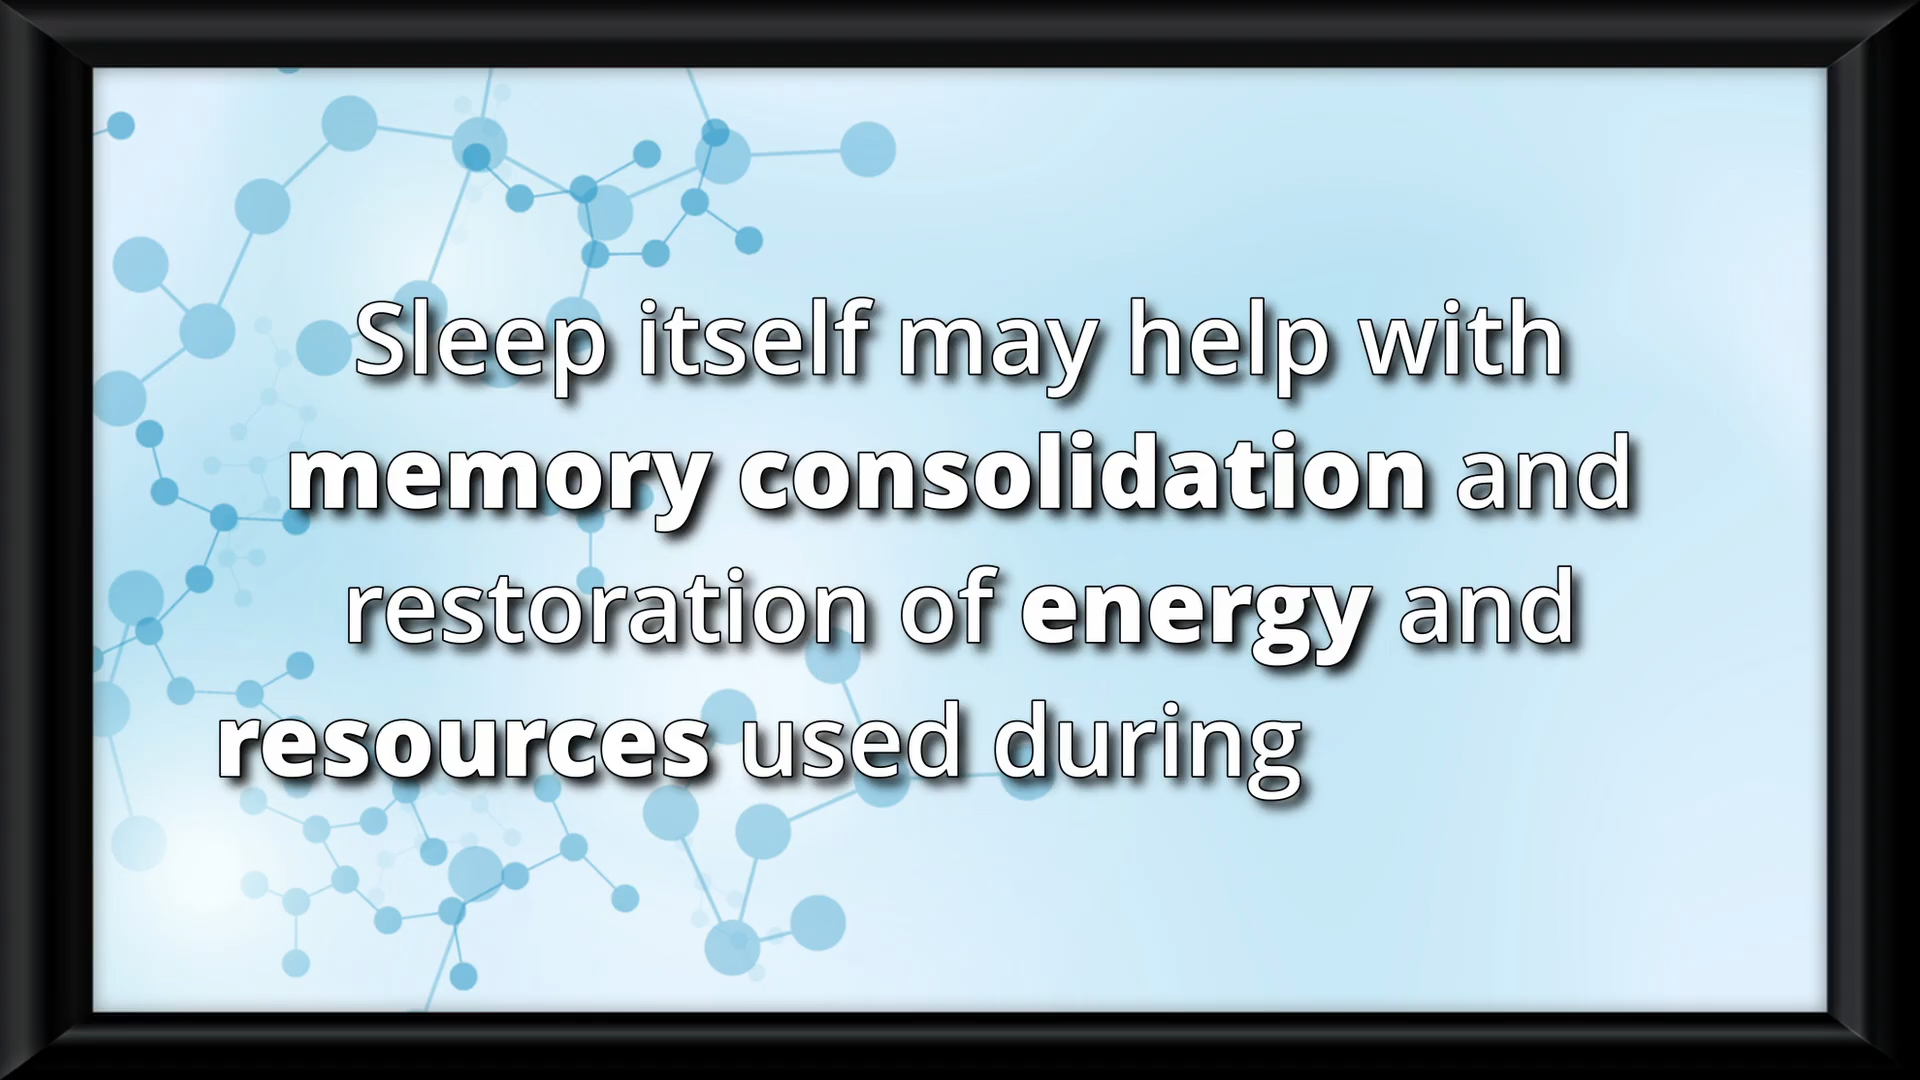 Sleep itself may help with
memory consolidation and
restoration of energy and
resources used during